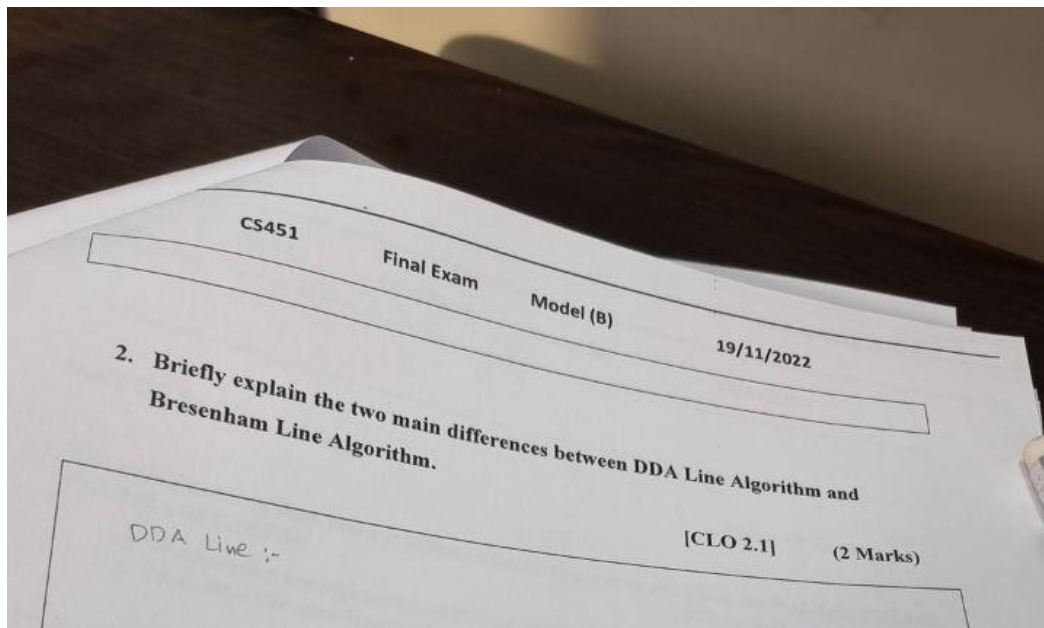 CS451 Final Exam Model (B) 19/11/2022
2. Briefly explain the two main differences between DDA Line Algorithm and
Bresenham Line Algorithm.
[CLO 2.1] (2 Marks)
DDA Line :-